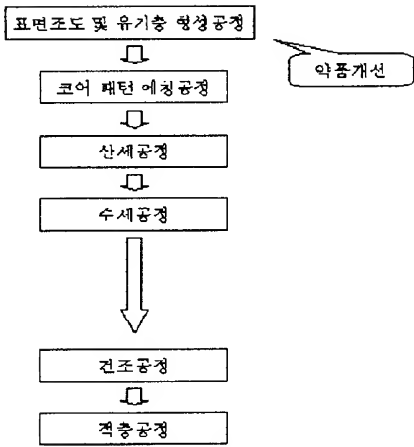 표면조도 및 유기층 형성공정
약품개선
코어 패턴 에칭공정
산세공정
수세공정
건조공정
적층공정